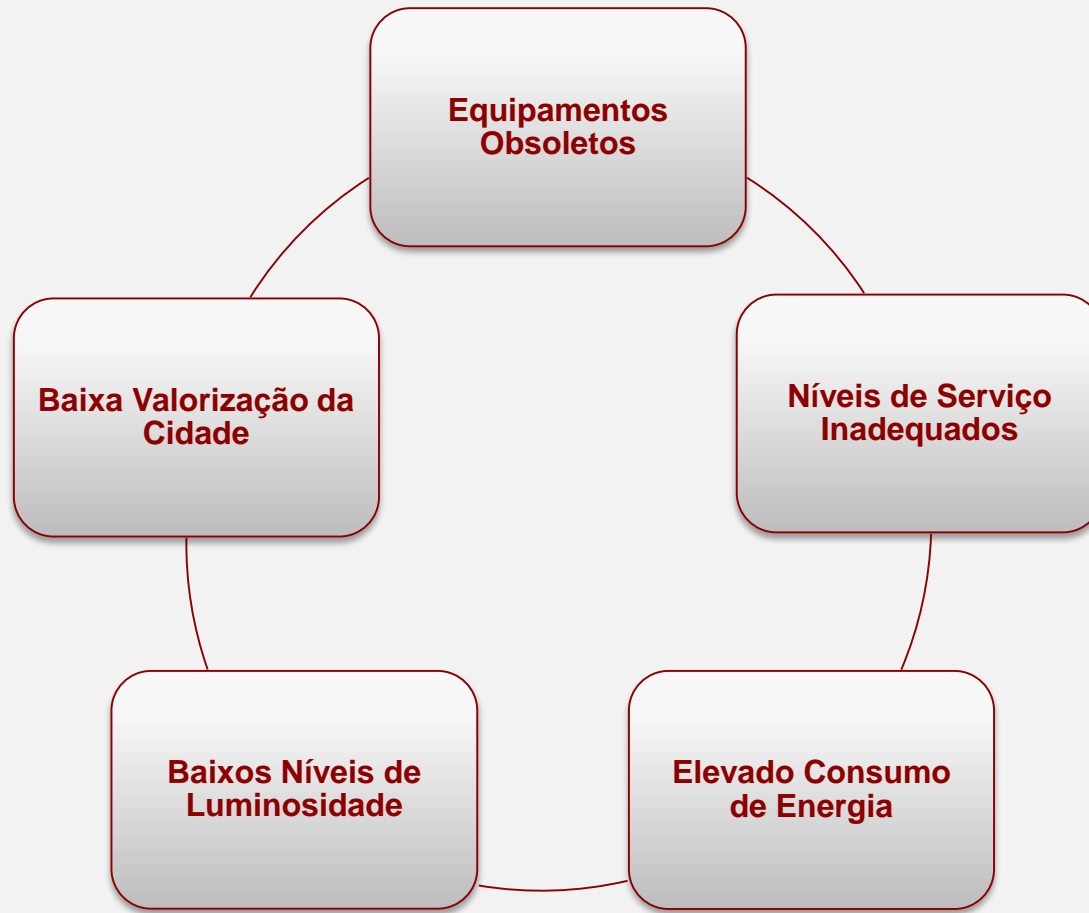 Equipamentos
Obsoletos
Níveis de Serviço
Inadequados
Elevado Consumo
de Energia
Baixos Níveis de
Luminosidade
Baixa Valorização da
Cidade